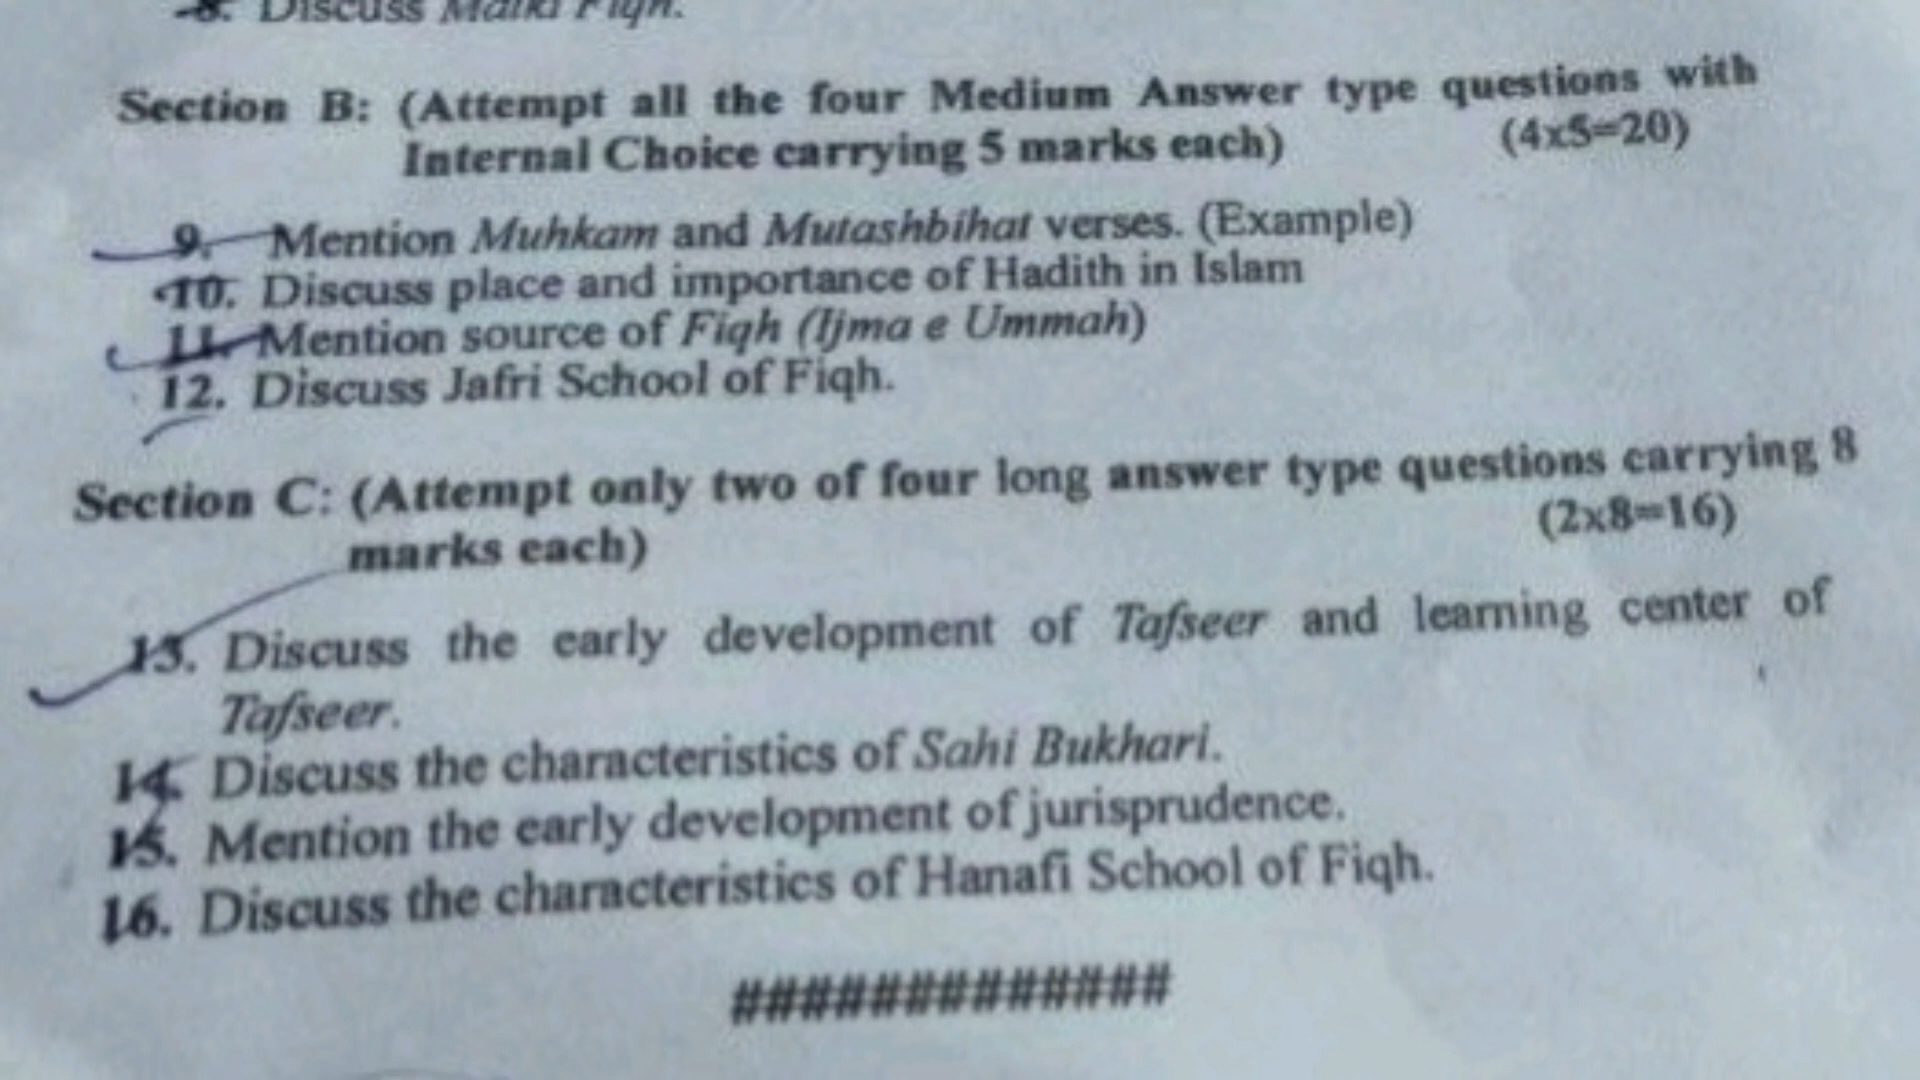 8. Discuss Malki Fiqh.
Section B: (Attempt all the four Medium Answer type questions with
Internal Choice carrying 5 marks each) (4x5=20)
9. Mention Muhkam and Mutashbihat verses. (Example)
10. Discuss place and importance of Hadith in Islam
11. Mention source of Fiqh (Ijma e Ummah)
12. Discuss Jafri School of Fiqh.
Section C: (Attempt only two of four long answer type questions carrying 8
marks each) (2x8=16)
13. Discuss the early development of Tafseer and learning center of
Tafseer.
14. Discuss the characteristics of Sahi Bukhari.
15. Mention the early development of jurisprudence.
16. Discuss the characteristics of Hanafi School of Fiqh.
#############